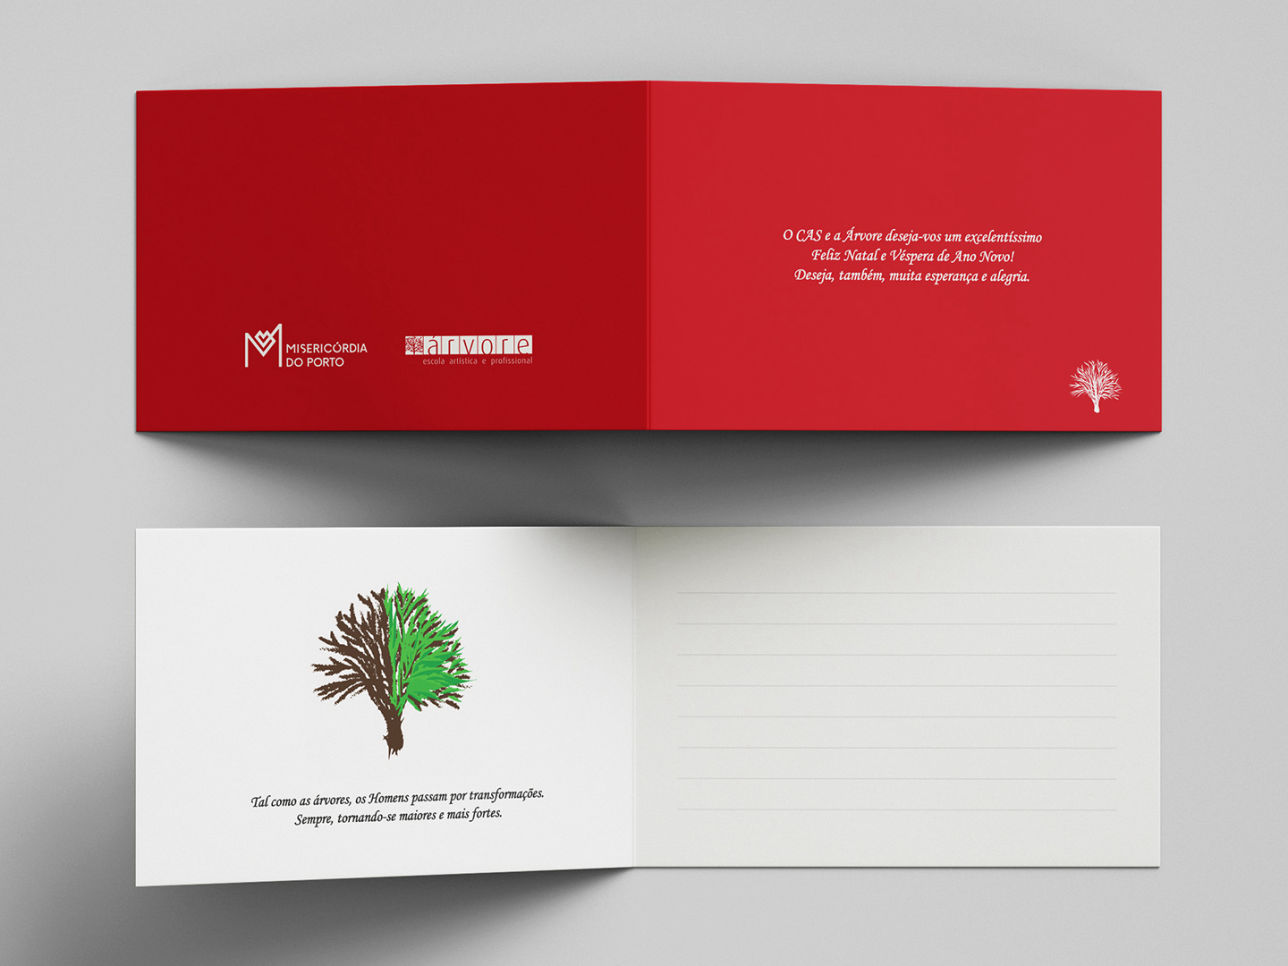 MISERICÓRDIA
DO PORTO
árvore
escola artística e profissional
O CAS e a Árvore deseja-vos um excelentíssimo
Feliz Natal e Véspera de Ano Novo!
Deseja, também, muita esperança e alegria.
Tal como as árvores, os Homens passam por transformações.
Sempre, tornando-se maiores e mais fortes.